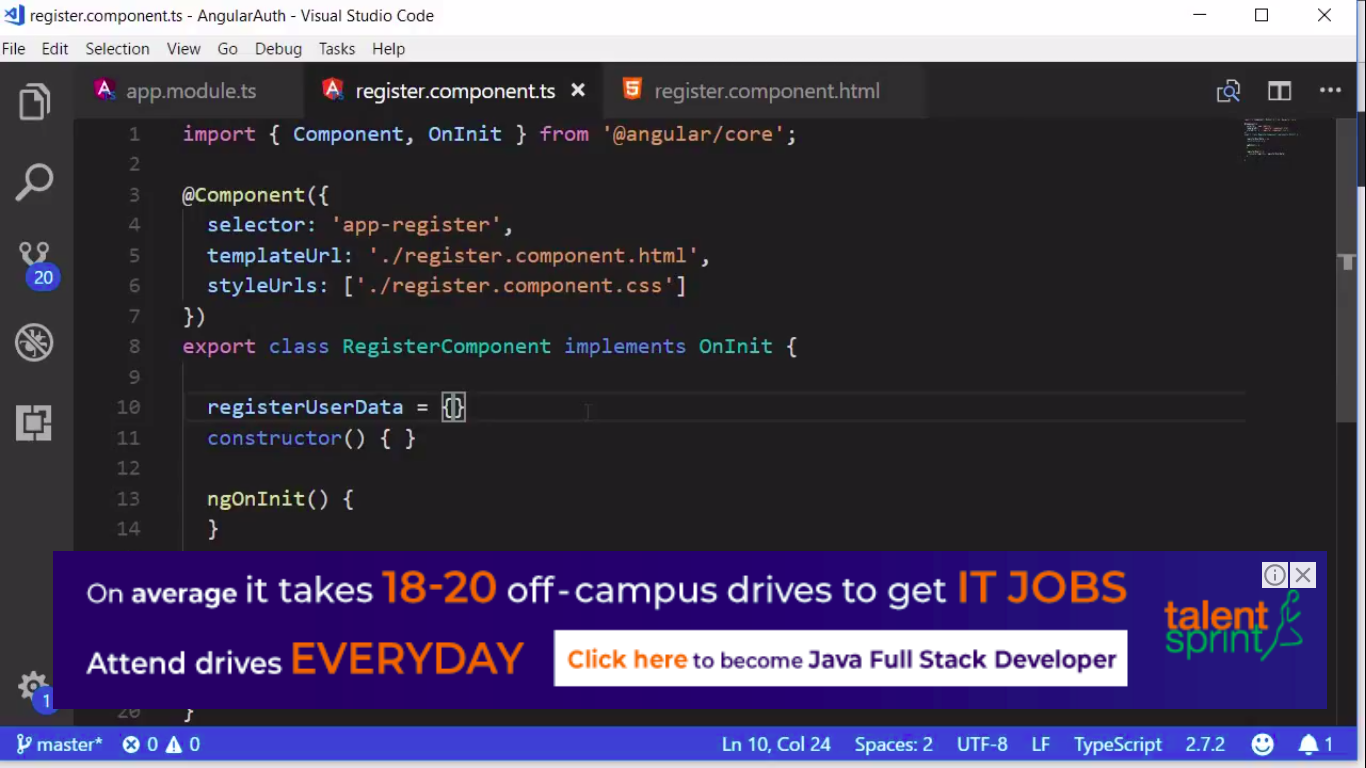 register.component.ts - AngularAuth - Visual Studio Code
File Edit Selection View Go Debug Tasks Help
app.module.ts register.component.ts register.component.html
1 import { Component, OnInit } from '@angular/core';
2
3 @Component({
4 selector: 'app-register',
5 templateUrl: './register.component.html',
6 styleUrls: ['./register.component.css']
7 })
8 export class RegisterComponent implements OnInit {
9
10 registerUserData = {}
11 constructor() { }
12
13 ngOnInit() {
14 }
20
On average it takes 18-20 off-campus drives to get IT JOBS
Attend drives EVERYDAY Click here to become Java Full Stack Developer
talent
sprint
1
20 }
master* 0 0 Ln 10, Col 24 Spaces: 2 UTF-8 LF TypeScript 2.7.2 1